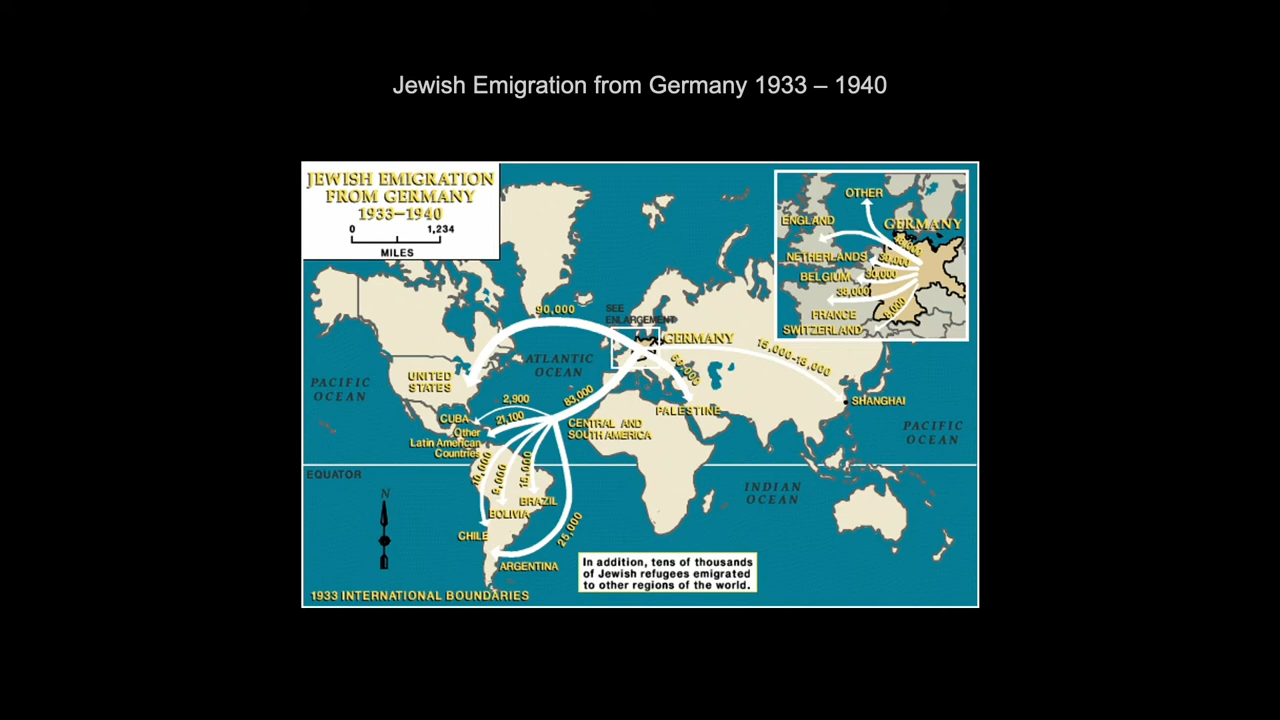 Jewish Emigration from Germany 1933 – 1940
JEWISH EMIGRATION
FROM GERMANY
1933–1940
0 1,234
MILES
OTHER
ENGLAND
GERMANY
NETHERLANDS
30,000
BELGIUM
30,000
38,000
FRANCE
SWITZERLAND
90,000
SEE
ENLARGEMENT
GERMANY
15,000-18,000
ATLANTIC
OCEAN
UNITED
STATES
PACIFIC
OCEAN
83,000
PALESTINE
SHANGHAI
2,900
CUBA
21,100
Other
Latin American
Countries
CENTRAL AND
SOUTH AMERICA
PACIFIC
OCEAN
EQUATOR
9,000
15,000
INDIAN
OCEAN
N
BRAZIL
BOLIVIA
CHILE
25,000
ARGENTINA
In addition, tens of thousands
of Jewish refugees emigrated
to other regions of the world.
1933 INTERNATIONAL BOUNDARIES